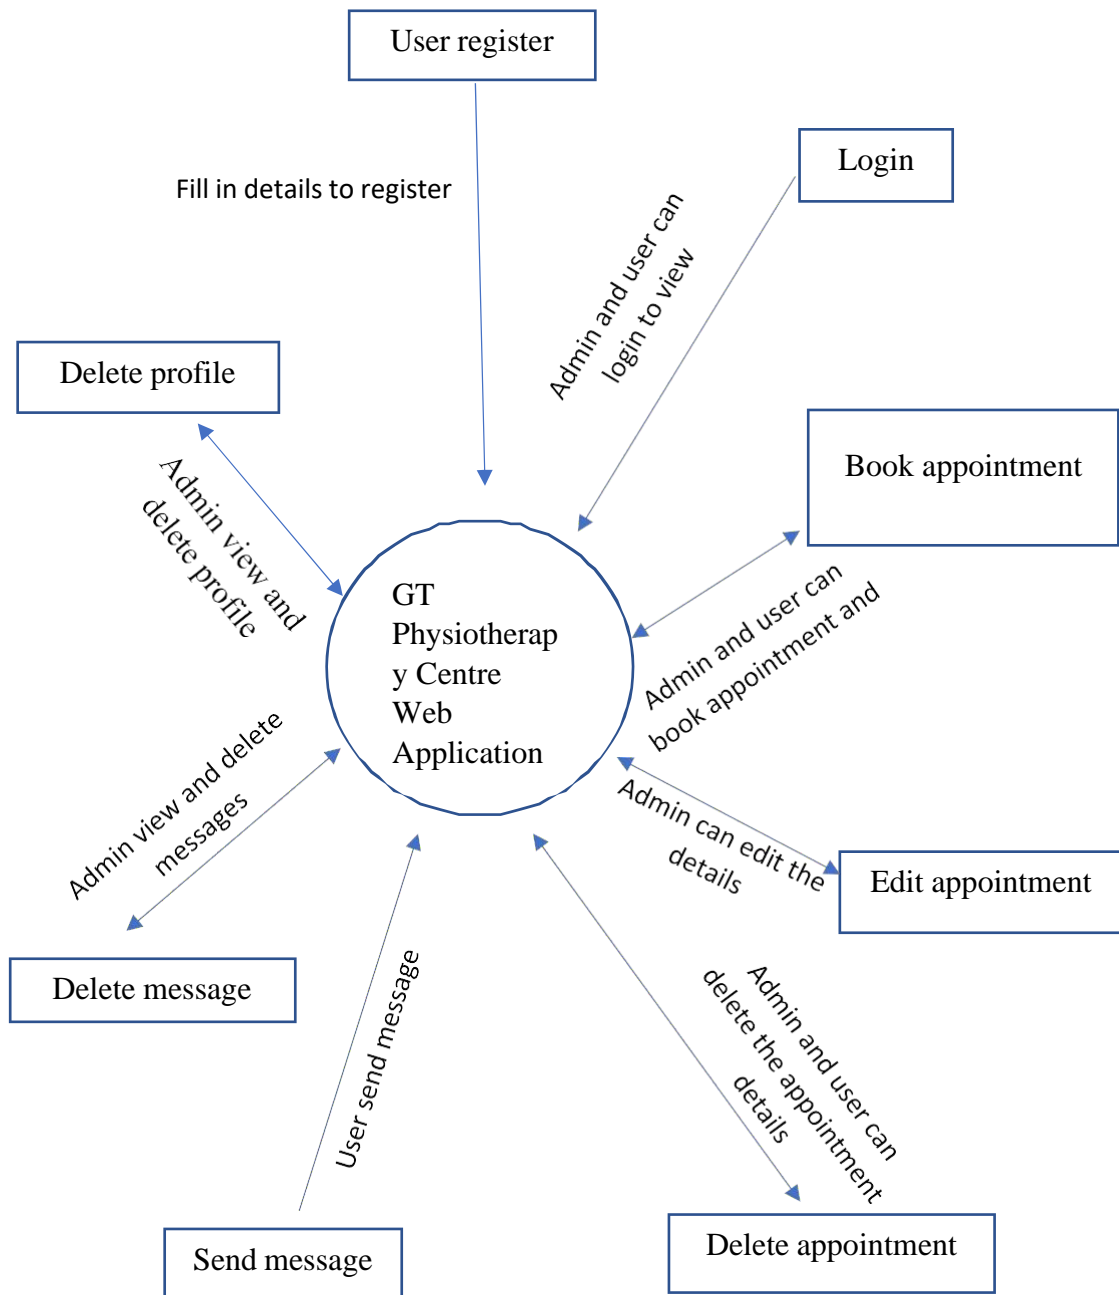 User register
Login
Fill in details to register
Admin and user can
login to view
Delete profile
Book appointment
Admin view and
delete profile
GT
Physiotherap
y Centre
Web
Application
Admin and user can
book appointment and
Admin view and delete
messages
Admin can edit the
details
Edit appointment
Delete message
User send message
Admin and user can
delete the appointment
details
Send message
Delete appointment